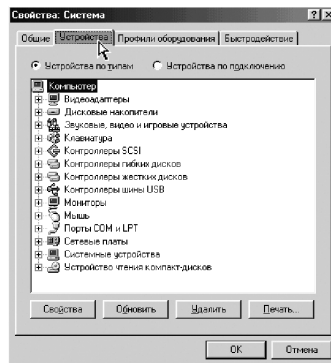 Свойства: Система
Общие Устройства Профили оборудования Быстродействие
Устройства по типам Устройства по подключению
Компьютер
Видеоадаптеры
Дисковые накопители
Звуковые, видео и игровые устройства
Клавиатура
Контроллеры SCSI
Контроллеры гибких дисков
Контроллеры жестких дисков
Контроллеры шины USB
Мониторы
Мышь
Порты COM и LPT
Сетевые платы
Системные устройства
Устройство чтения компакт-дисков
Свойства Обновить Удалить Печать...
OK Отмена